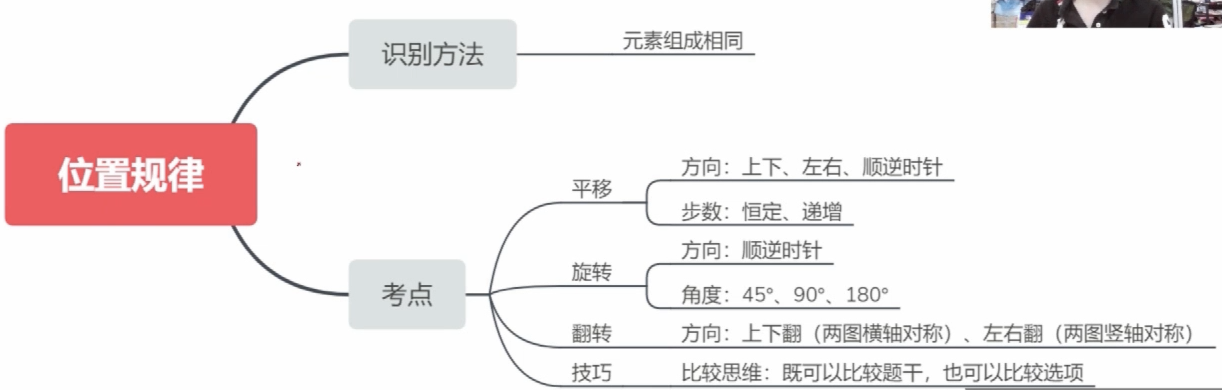 识别方法
元素组成相同
位置规律
考点
平移
方向：上下、左右、顺逆时针
步数：恒定、递增
旋转
方向：顺逆时针
角度：45°、90°、180°
翻转
方向：上下翻（两图横轴对称）、左右翻（两图竖轴对称）
技巧
比较思维：既可以比较题干，也可以比较选项